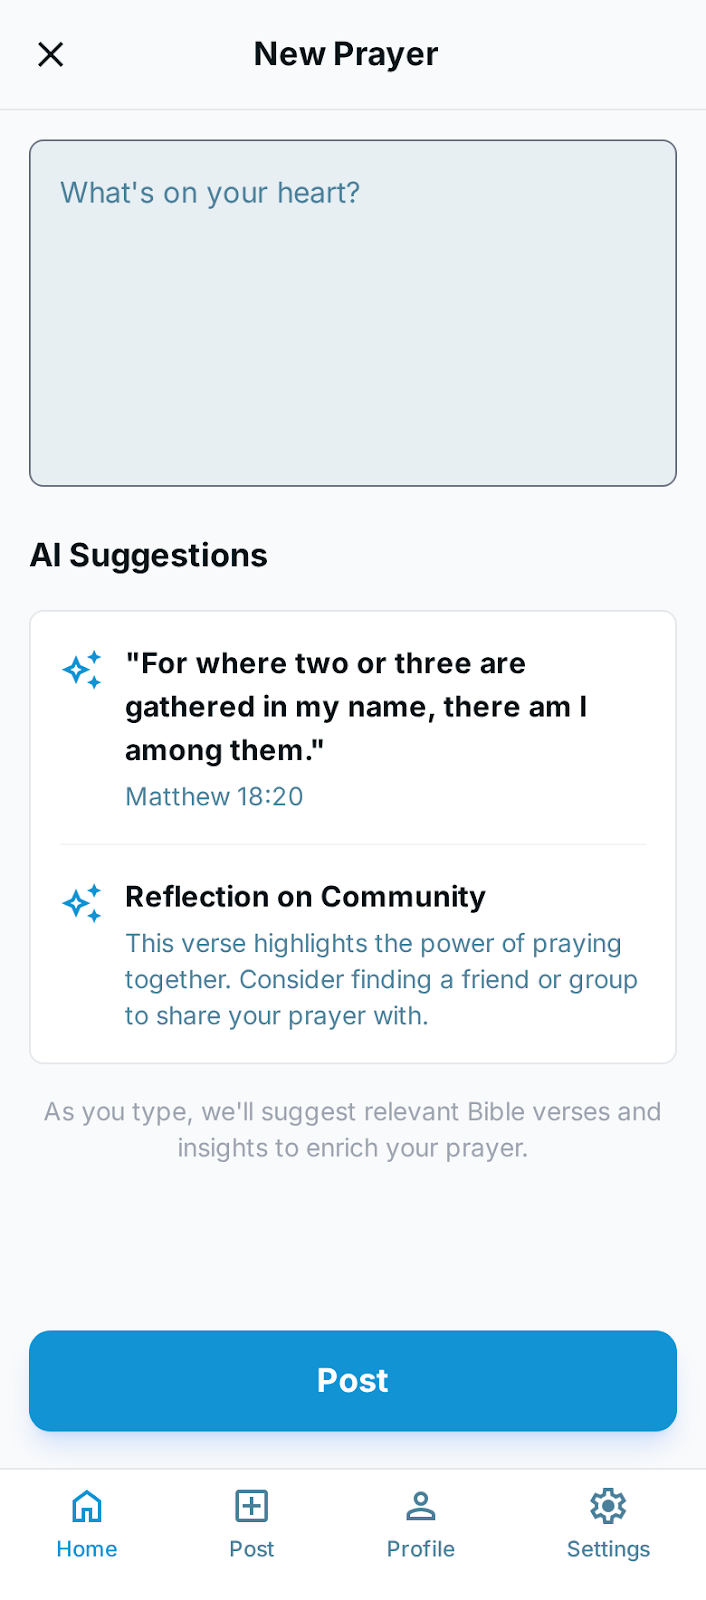 New Prayer
What's on your heart?
AI Suggestions
"For where two or three are
gathered in my name, there am I
among them."
Matthew 18:20
Reflection on Community
This verse highlights the power of praying
together. Consider finding a friend or group
to share your prayer with.
As you type, we'll suggest relevant Bible verses and
insights to enrich your prayer.
Post
Home
Post
Profile
Settings